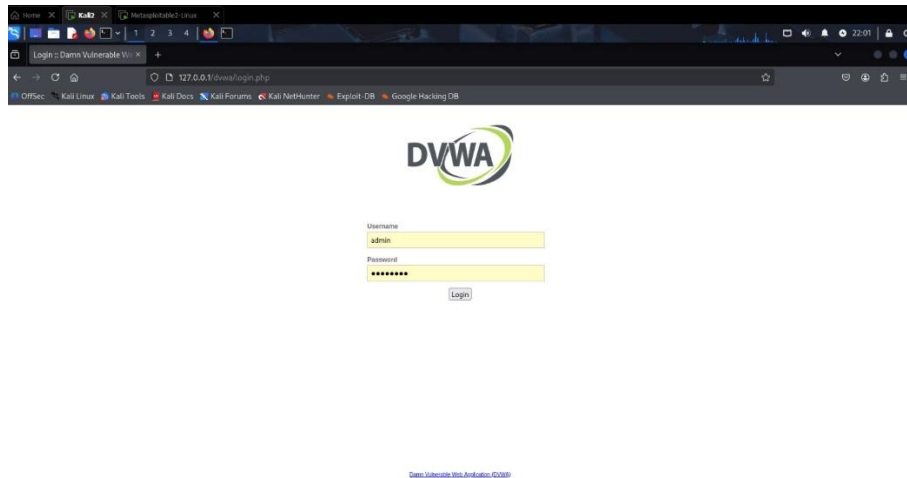 Home Kali2 Metasploitable2-Linux
1 2 3 4 22:01
Login :: Damn Vulnerable We
127.0.0.1/dvwa/login.php
OffSec Kali Linux Kali Tools Kali Docs Kali Forums Kali NetHunter Exploit-DB Google Hacking DB
DVWA
Username
admin
Password
••••••••
Login
Damn Vulnerable Web Application (DVWA)